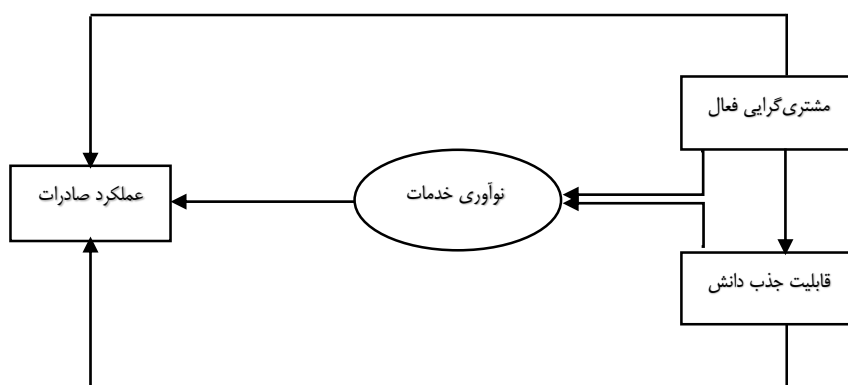 مشتری‌گرایی فعال
نوآوری خدمات
عملکرد صادرات
قابلیت جذب دانش